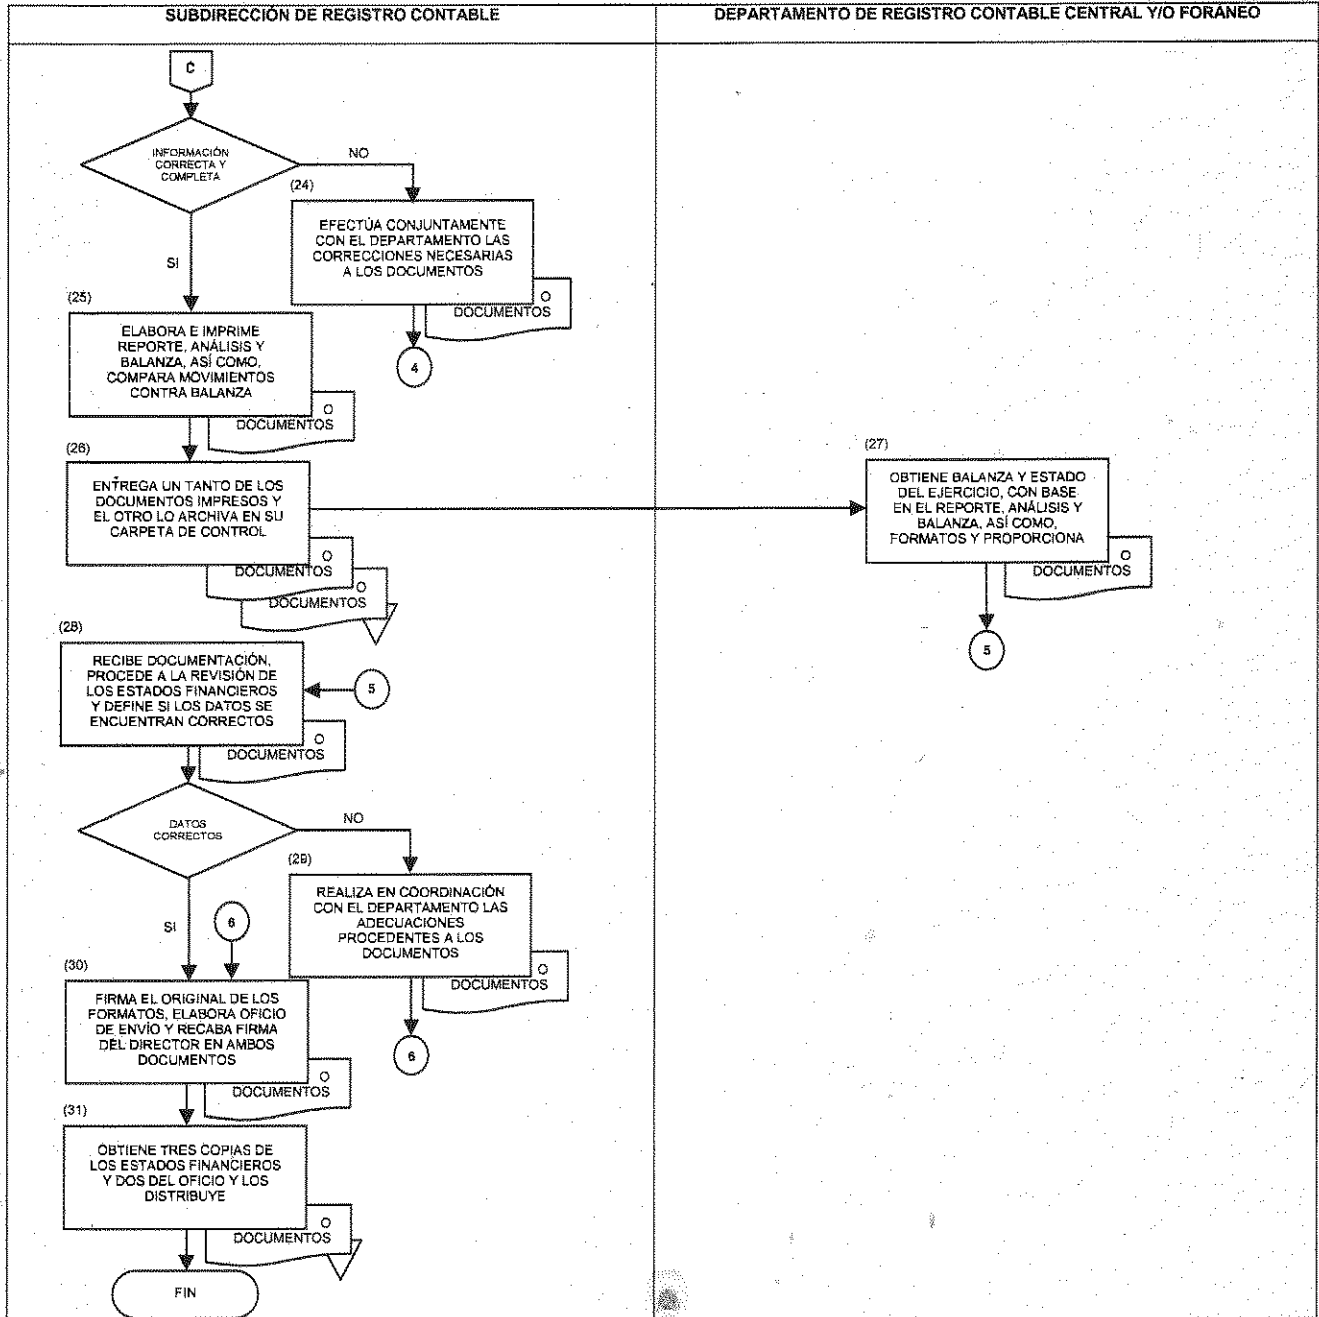 SUBDIRECCIÓN DE REGISTRO CONTABLE
DEPARTAMENTO DE REGISTRO CONTABLE CENTRAL Y/O FORÁNEO
C
INFORMACIÓN
CORRECTA Y
COMPLETA
NO
(24)
EFECTÚA CONJUNTAMENTE
CON EL DEPARTAMENTO LAS
CORRECCIONES NECESARIAS
A LOS DOCUMENTOS
O
DOCUMENTOS
4
SI
(25)
ELABORA E IMPRIME
REPORTE, ANÁLISIS Y
BALANZA, ASÍ COMO,
COMPARA MOVIMIENTOS
CONTRA BALANZA
O
DOCUMENTOS
(26)
ENTREGA UN TANTO DE LOS
DOCUMENTOS IMPRESOS Y
EL OTRO LO ARCHIVA EN SU
CARPETA DE CONTROL
O
DOCUMENTOS
O
DOCUMENTOS
(27)
OBTIENE BALANZA Y ESTADO
DEL EJERCICIO, CON BASE
EN EL REPORTE, ANÁLISIS Y
BALANZA, ASÍ COMO,
FORMATOS Y PROPORCIONA
O
DOCUMENTOS
5
(28)
RECIBE DOCUMENTACIÓN,
PROCEDE A LA REVISIÓN DE
LOS ESTADOS FINANCIEROS
Y DEFINE SI LOS DATOS SE
ENCUENTRAN CORRECTOS
5
O
DOCUMENTOS
DATOS
CORRECTOS
NO
(29)
REALIZA EN COORDINACIÓN
CON EL DEPARTAMENTO LAS
ADECUACIONES
PROCEDENTES A LOS
DOCUMENTOS
O
DOCUMENTOS
6
SI
6
(30)
FIRMA EL ORIGINAL DE LOS
FORMATOS, ELABORA OFICIO
DE ENVÍO Y RECABA FIRMA
DEL DIRECTOR EN AMBOS
DOCUMENTOS
O
DOCUMENTOS
(31)
OBTIENE TRES COPIAS DE
LOS ESTADOS FINANCIEROS
Y DOS DEL OFICIO Y LOS
DISTRIBUYE
O
DOCUMENTOS
FIN